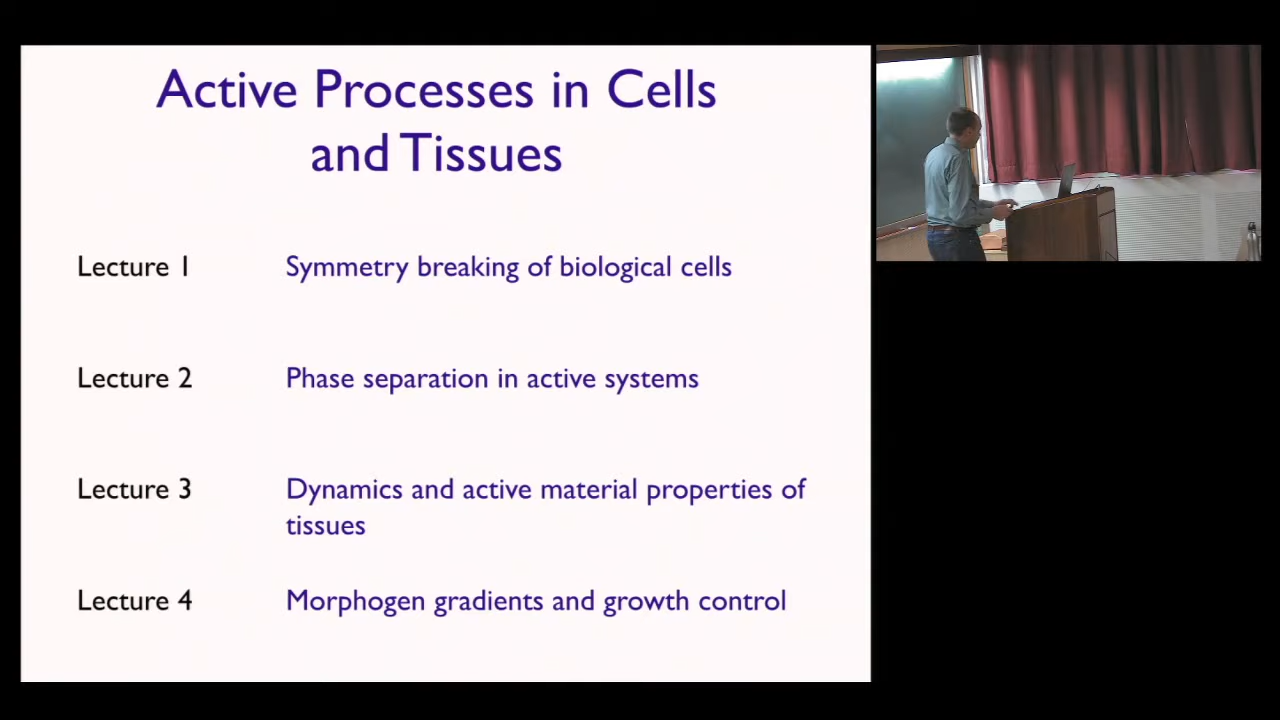 Active Processes in Cells
and Tissues
Lecture 1 Symmetry breaking of biological cells
Lecture 2 Phase separation in active systems
Lecture 3 Dynamics and active material properties of
tissues
Lecture 4 Morphogen gradients and growth control